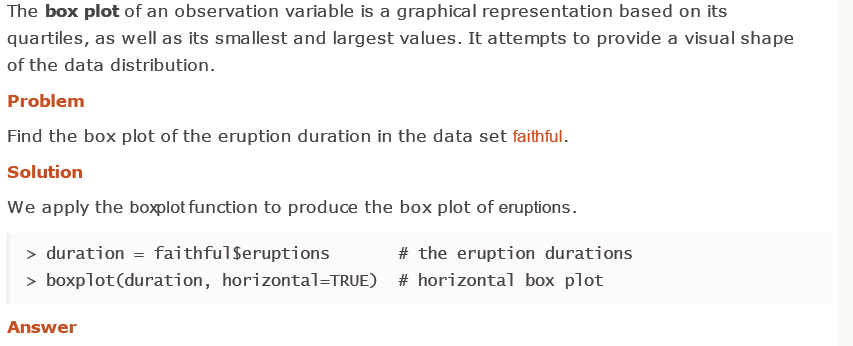 The box plot of an observation variable is a graphical representation based on its
quartiles, as well as its smallest and largest values. It attempts to provide a visual shape
of the data distribution.
Problem
Find the box plot of the eruption duration in the data set faithful.
Solution
We apply the boxplot function to produce the box plot of eruptions.
> duration = faithful$eruptions       # the eruption durations
> boxplot(duration, horizontal=TRUE)  # horizontal box plot
Answer